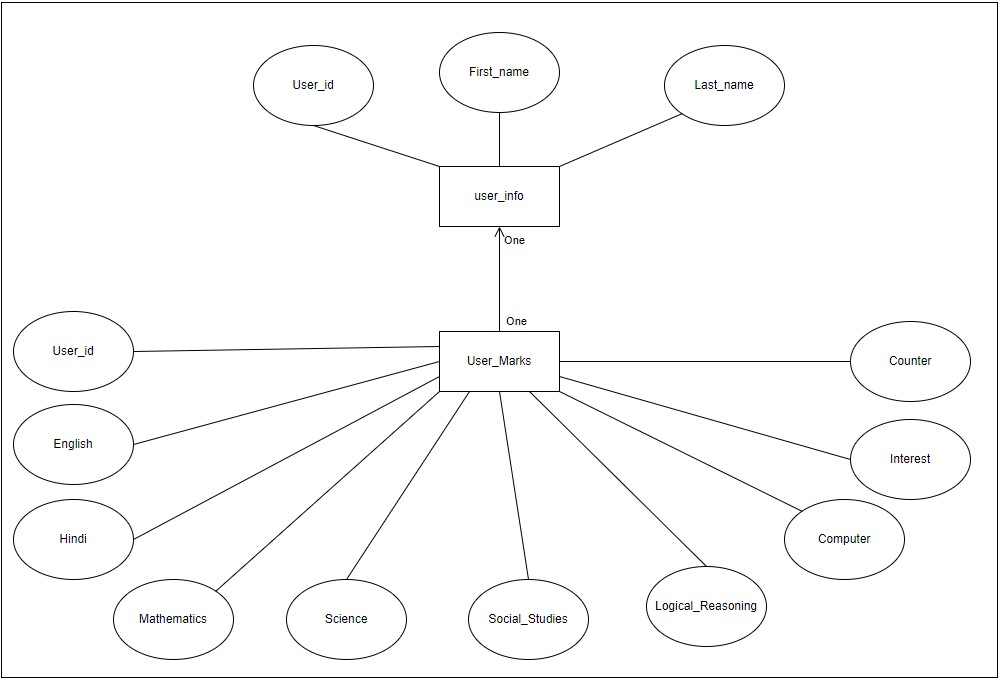 User_id
First_name
Last_name
user_info
One
One
User_id
User_Marks
Counter
English
Interest
Hindi
Computer
Mathematics
Science
Social_Studies
Logical_Reasoning